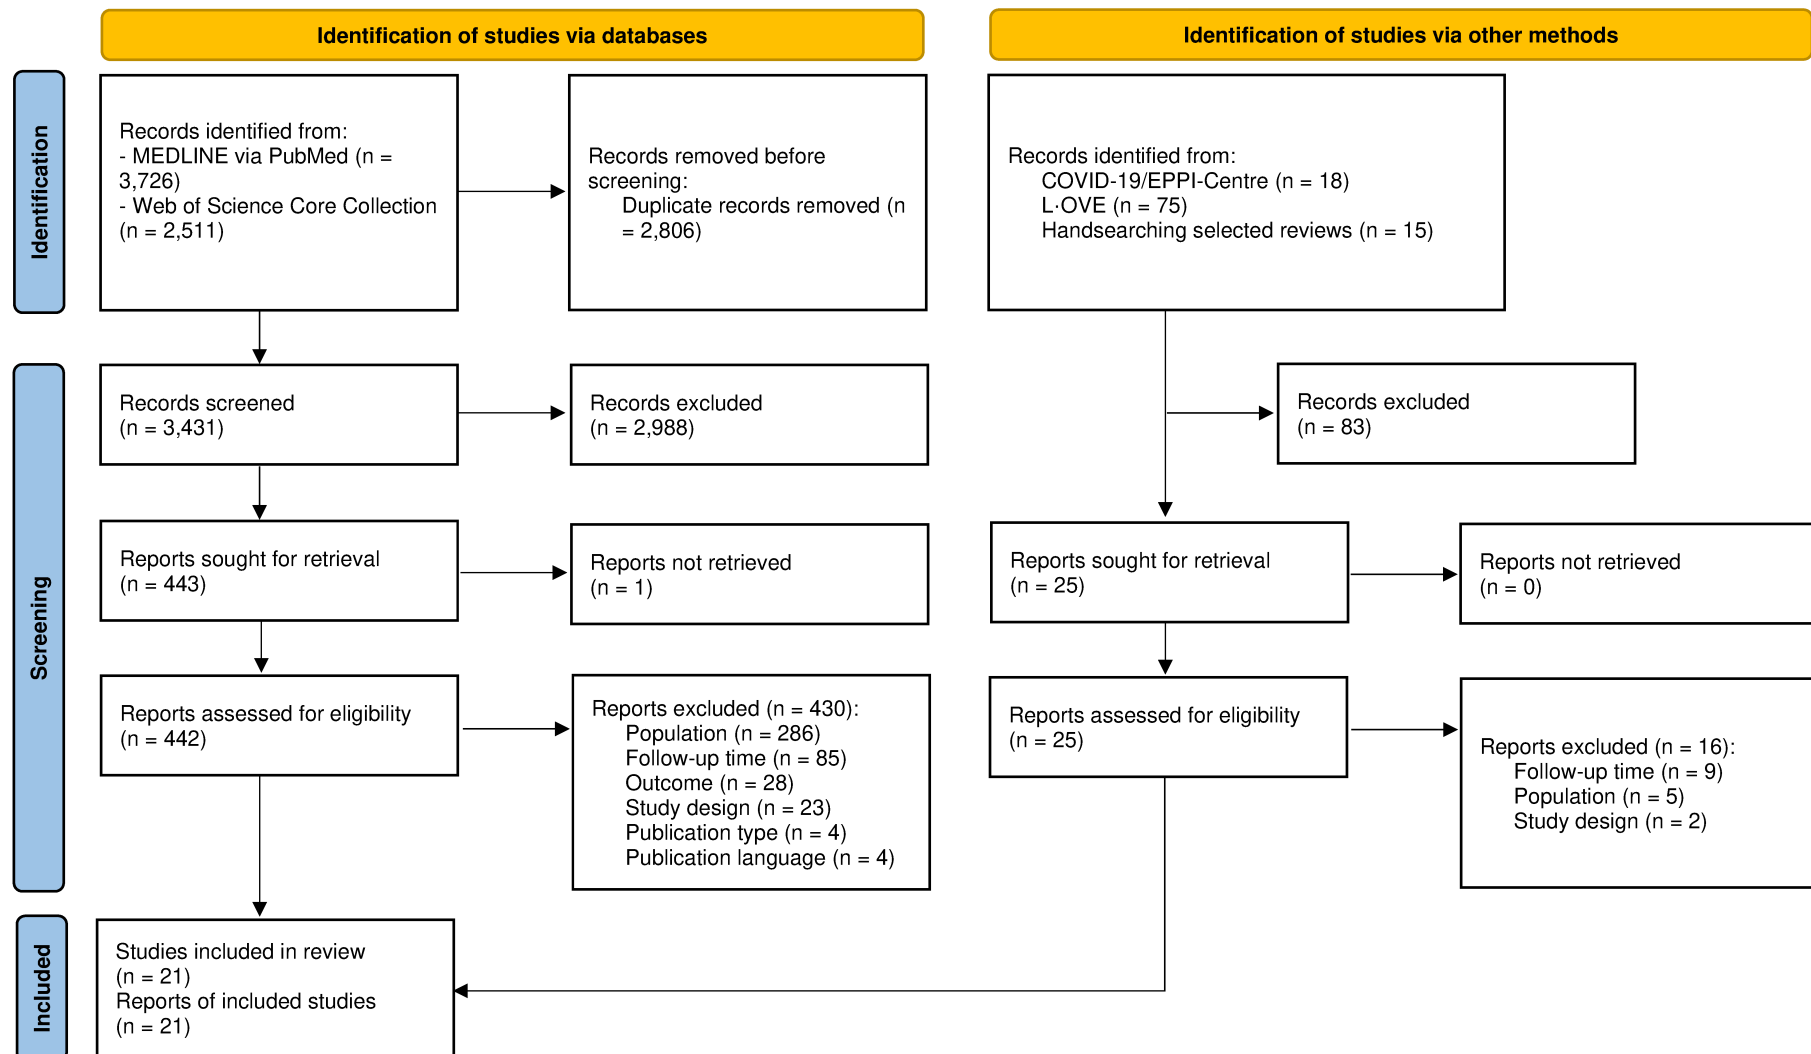 Identification of studies via databases
Identification of studies via other methods
Identification
Records identified from:
- MEDLINE via PubMed (n =
3,726)
- Web of Science Core Collection
(n = 2,511)
Records removed before
screening:
Duplicate records removed (n
= 2,806)
Records identified from:
COVID-19/EPPI-Centre (n = 18)
L·OVE (n = 75)
Handsearching selected reviews (n = 15)
Screening
Records screened
(n = 3,431)
Records excluded
(n = 2,988)
Records excluded
(n = 83)
Reports sought for retrieval
(n = 443)
Reports not retrieved
(n = 1)
Reports sought for retrieval
(n = 25)
Reports not retrieved
(n = 0)
Reports assessed for eligibility
(n = 442)
Reports excluded (n = 430):
Population (n = 286)
Follow-up time (n = 85)
Outcome (n = 28)
Study design (n = 23)
Publication type (n = 4)
Publication language (n = 4)
Reports assessed for eligibility
(n = 25)
Reports excluded (n = 16):
Follow-up time (n = 9)
Population (n = 5)
Study design (n = 2)
Included
Studies included in review
(n = 21)
Reports of included studies
(n = 21)